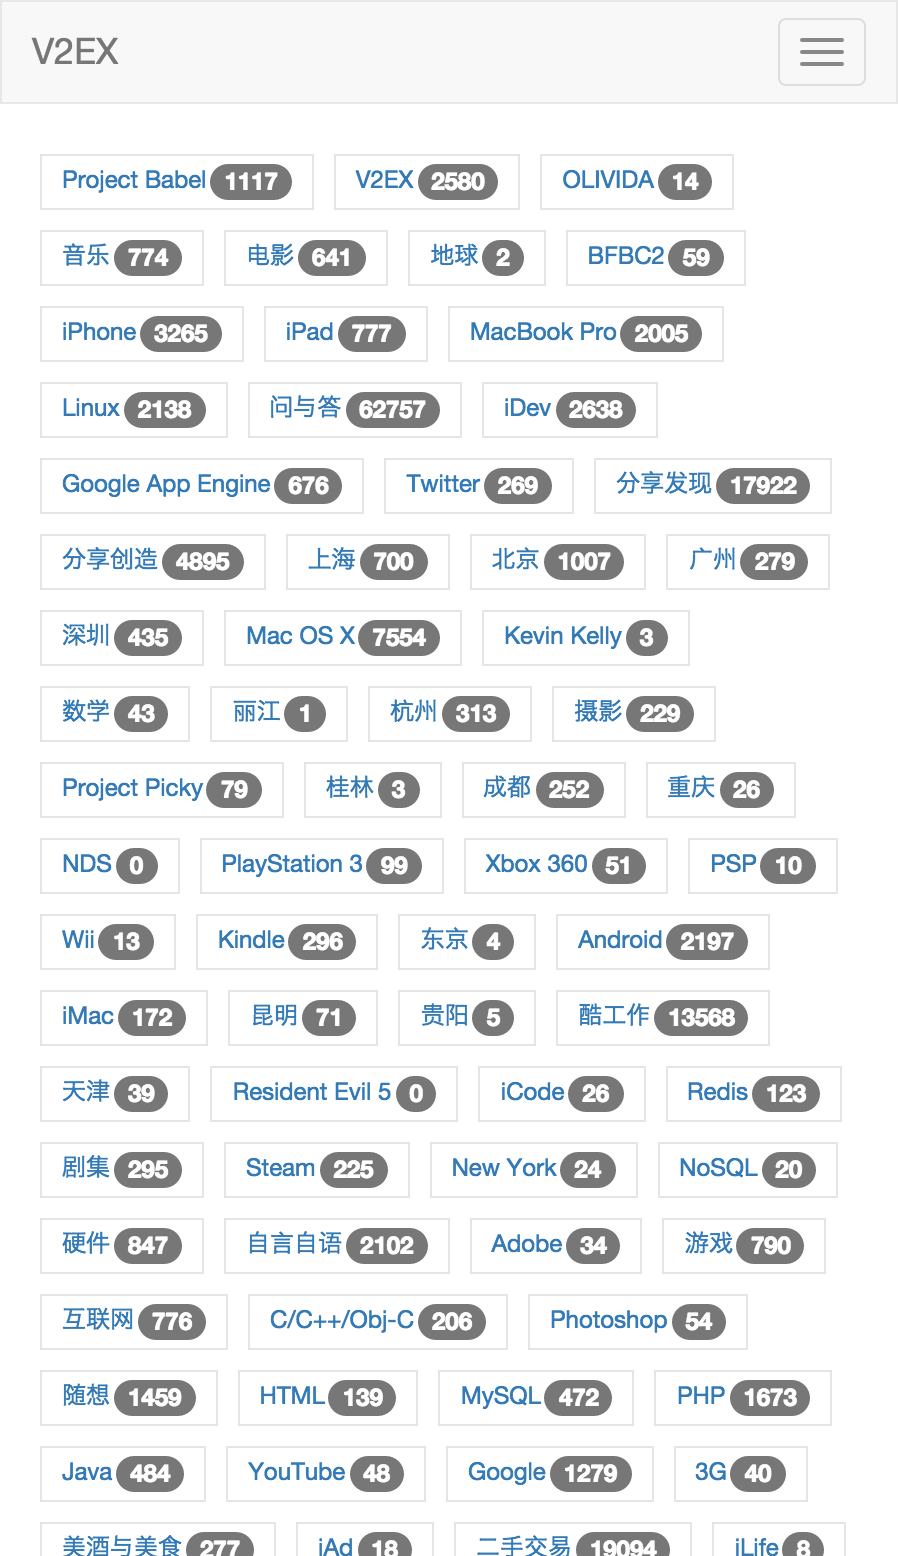 V2EX
Project Babel 1117 V2EX 2580 OLIVIDA 14
音乐 774 电影 641 地球 2 BFBC2 59
iPhone 3265 iPad 777 MacBook Pro 2005
Linux 2138 问与答 62757 iDev 2638
Google App Engine 676 Twitter 269 分享发现 17922
分享创造 4895 上海 700 北京 1007 广州 279
深圳 435 Mac OS X 7554 Kevin Kelly 3
数学 43 丽江 1 杭州 313 摄影 229
Project Picky 79 桂林 3 成都 252 重庆 26
NDS 0 PlayStation 3 99 Xbox 360 51 PSP 10
Wii 13 Kindle 296 东京 4 Android 2197
iMac 172 昆明 71 贵阳 5 酷工作 13568
天津 39 Resident Evil 5 0 iCode 26 Redis 123
剧集 295 Steam 225 New York 24 NoSQL 20
硬件 847 自言自语 2102 Adobe 34 游戏 790
互联网 776 C/C++/Obj-C 206 Photoshop 54
随想 1459 HTML 139 MySQL 472 PHP 1673
Java 484 YouTube 48 Google 1279 3G 40
美酒与美食 277 iAd 18 二手交易 19094 iLife 8